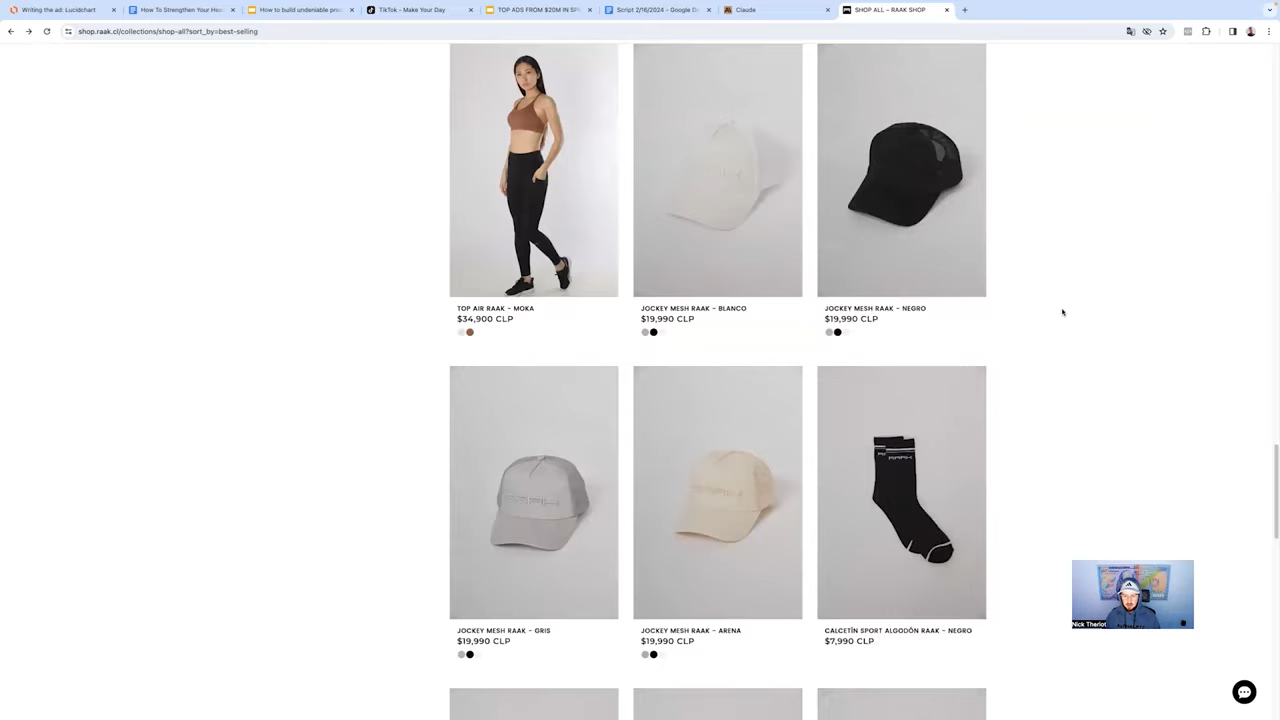 Writing the ad: Lucidchart
How To Strengthen Your Hea
How to build undeniable prod
TikTok - Make Your Day
TOP ADS FROM $20M IN SP
Script 2/16/2024 - Google Do
Claude
SHOP ALL – RAAK SHOP
shop.raak.cl/collections/shop-all?sort_by=best-selling
TOP AIR RAAK - MOKA
$34,900 CLP
JOCKEY MESH RAAK - BLANCO
$19,990 CLP
JOCKEY MESH RAAK - NEGRO
$19,990 CLP
RAAK
JOCKEY MESH RAAK - GRIS
$19,990 CLP
JOCKEY MESH RAAK - ARENA
$19,990 CLP
CALCETÍN SPORT ALGODÓN RAAK - NEGRO
$7,990 CLP
Nick Theriot